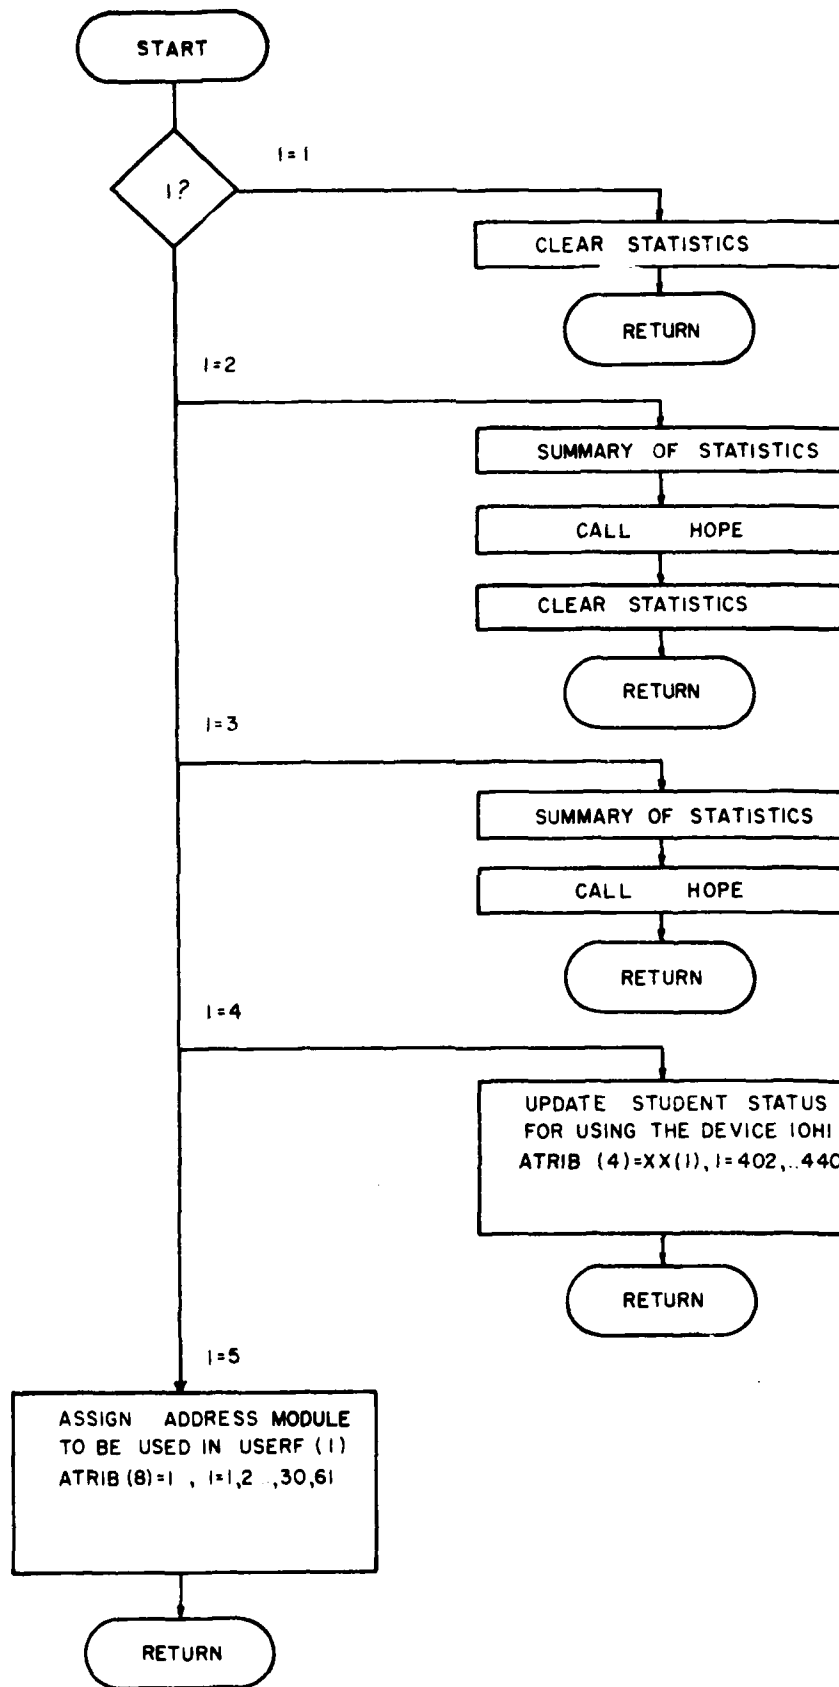 START
I?
I=1
CLEAR STATISTICS
RETURN
I=2
SUMMARY OF STATISTICS
CALL HOPE
CLEAR STATISTICS
RETURN
I=3
SUMMARY OF STATISTICS
CALL HOPE
RETURN
I=4
UPDATE STUDENT STATUS
FOR USING THE DEVICE IOHI
ATRIB (4)=XX(I), I=402,..440
RETURN
I=5
ASSIGN ADDRESS MODULE
TO BE USED IN USERF (I)
ATRIB (8)=I , I=1,2 ..,30,61
RETURN